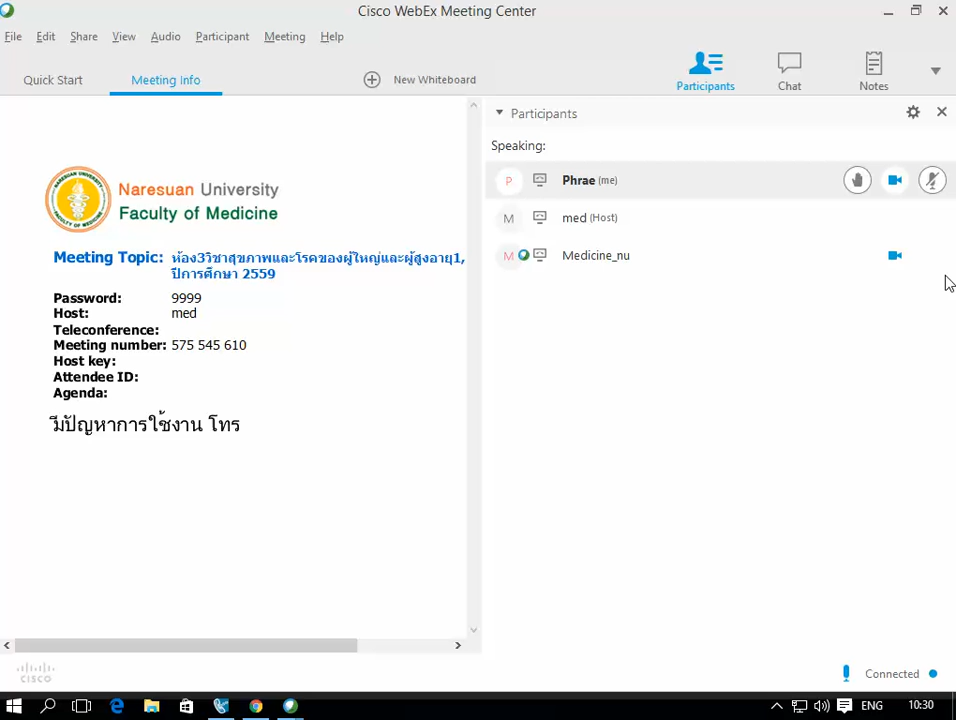 Cisco WebEx Meeting Center
File Edit Share View Audio Participant Meeting Help
Quick Start Meeting Info New Whiteboard Participants Chat Notes
Naresuan University
Faculty of Medicine
Meeting Topic: ห้อง3วิชาสุขภาพและโรคของผู้ใหญ่และผู้สูงอายุ1,
ปีการศึกษา 2559
Password: 9999
Host: med
Teleconference:
Meeting number: 575 545 610
Host key:
Attendee ID:
Agenda:
มีปัญหาการใช้งาน โทร
Participants
Speaking:
P Phrae (me)
M med (Host)
M Medicine_nu
cisco
Connected
ENG 10:30